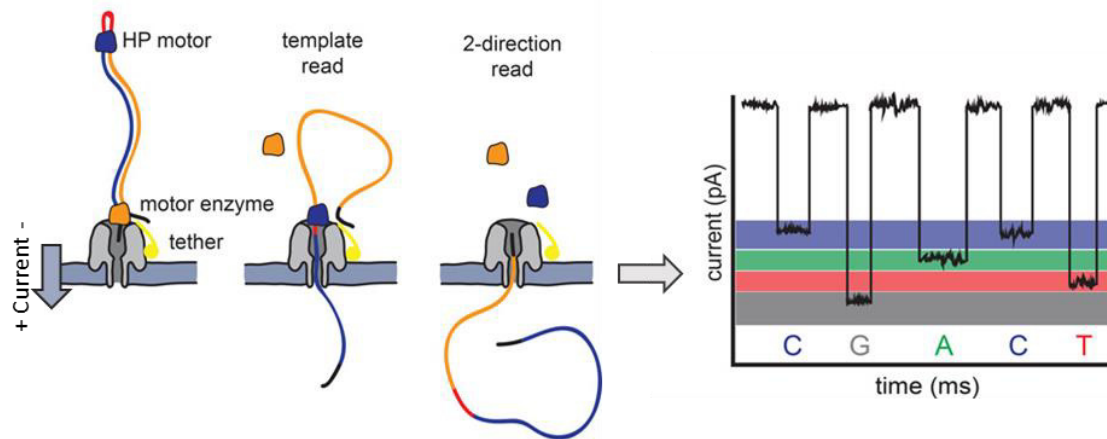 HP motor
template
read
2-direction
read
motor enzyme
tether
+ Current -
current (pA)
C G A C T
time (ms)